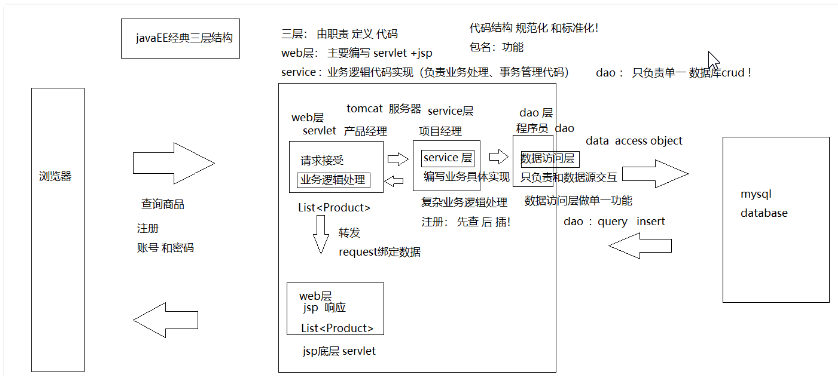 javaEE经典三层结构
三层： 由职责 定义 代码
web层： 主要编写 servlet +jsp
service：业务逻辑代码实现（负责业务处理、事务管理代码）
代码结构 规范化 和标准化！
包名：功能
dao ： 只负责单一 数据库crud！
浏览器
查询商品
注册
账号 和密码
tomcat 服务器
web层
servlet 产品经理
请求接受
业务逻辑处理
List<Product>
转发
request绑定数据
web层
jsp 响应
List<Product>
jsp底层 servlet
service层
项目经理
service 层
编写业务具体实现
复杂业务逻辑处理
注册： 先查 后 插！
dao 层
程序员 dao
data access object
数据访问层
只负责和数据源交互
数据访问层做单一功能
dao ：query insert
mysql
database